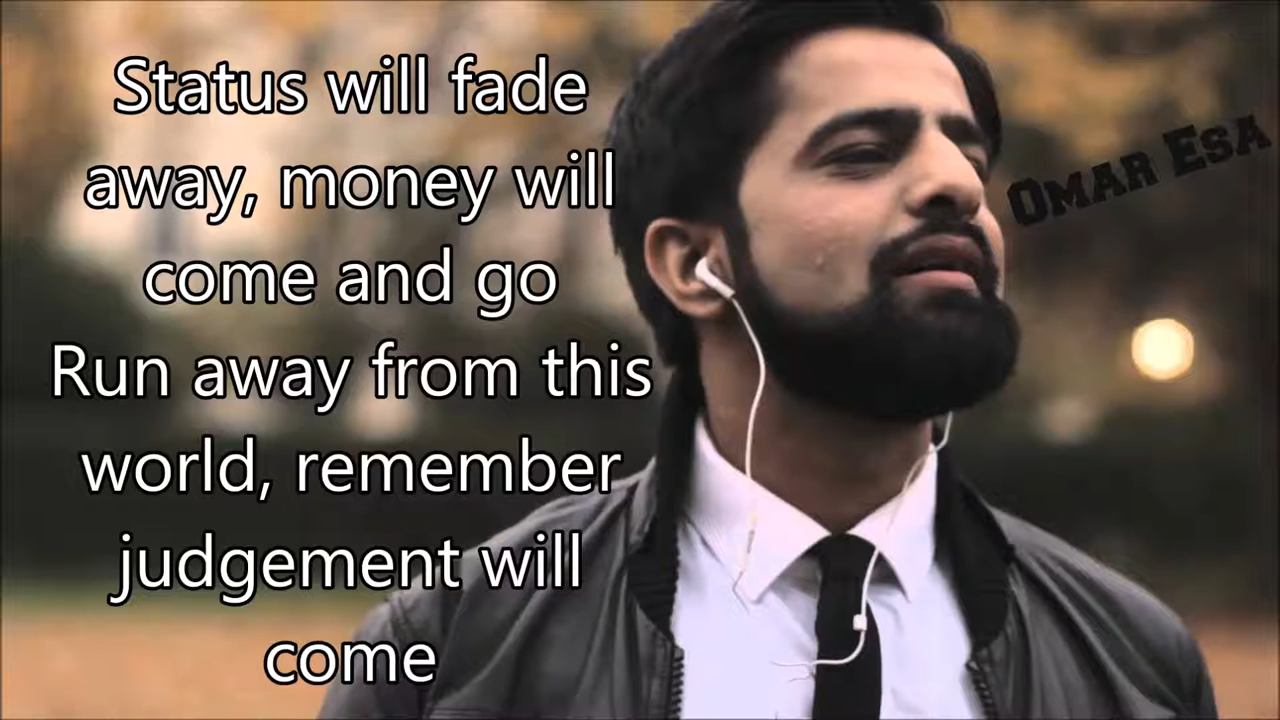 Status will fade
away, money will
come and go
Run away from this
world, remember
judgement will
come
Omar Esa